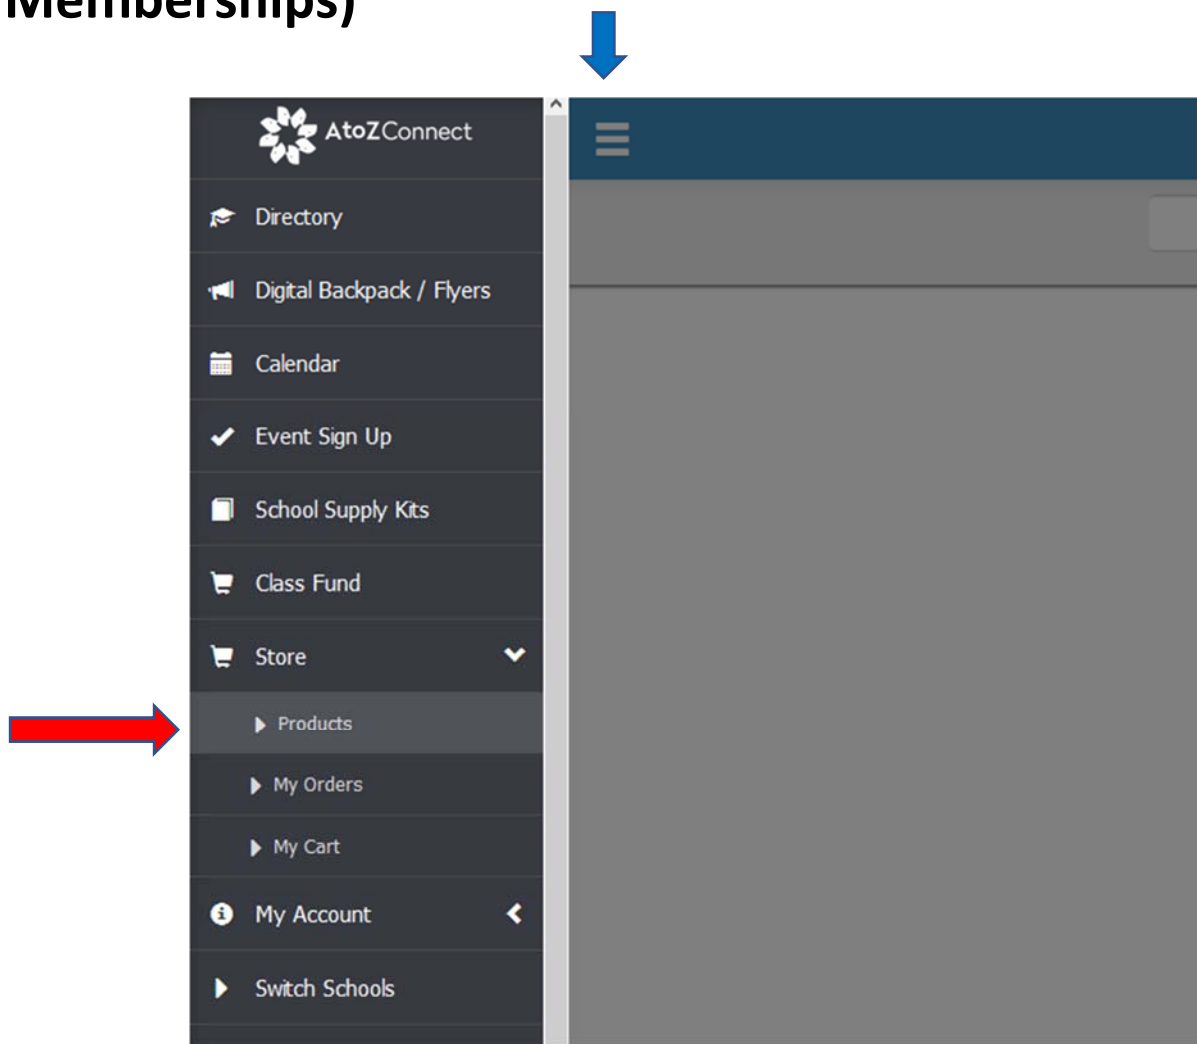 Memberships)
AtoZConnect
Directory
Digital Backpack / Flyers
Calendar
Event Sign Up
School Supply Kits
Class Fund
Store
Products
My Orders
My Cart
My Account
Switch Schools